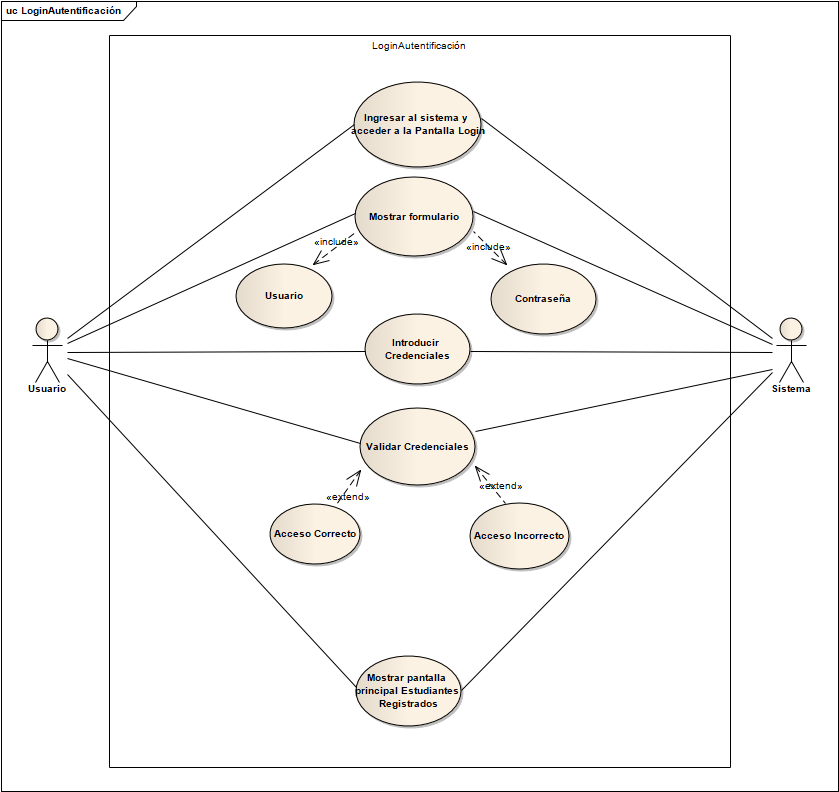 uc LoginAutentificación
LoginAutentificación
Ingresar al sistema y
acceder a la Pantalla Login
Mostrar formulario
«include»
«include»
Usuario
Contraseña
Introducir
Credenciales
Usuario
Sistema
Validar Credenciales
«extend»
«extend»
Acceso Correcto
Acceso Incorrecto
Mostrar pantalla
principal Estudiantes
Registrados